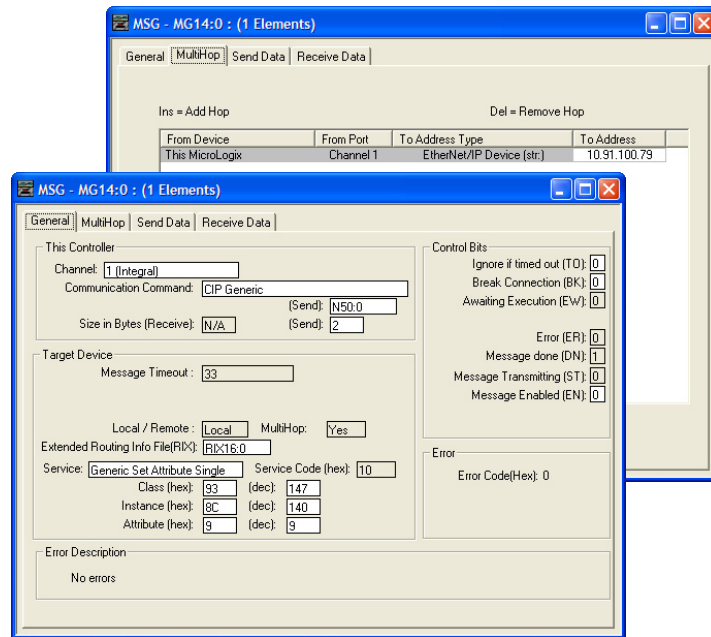 MSG - MG14:0 : (1 Elements)
General MultiHop Send Data Receive Data
Ins = Add Hop Del = Remove Hop
From Device From Port To Address Type To Address
This MicroLogix Channel 1 EtherNet/IP Device (str:) 10.91.100.79
MSG - MG14:0 : (1 Elements)
General MultiHop Send Data Receive Data
This Controller
Channel: 1 (Integral)
Communication Command: CIP Generic
(Send): N50:0
Size in Bytes (Receive): N/A (Send): 2
Target Device
Message Timeout : 33
Local / Remote : Local MultiHop: Yes
Extended Routing Info File(RIX): RIX16:0
Service: Generic Set Attribute Single Service Code (hex): 10
Class (hex): 93 (dec): 147
Instance (hex): 8C (dec): 140
Attribute (hex): 9 (dec): 9
Control Bits
Ignore if timed out (TO): 0
Break Connection (BK): 0
Awaiting Execution (EW): 0
Error (ER): 0
Message done (DN): 1
Message Transmitting (ST): 0
Message Enabled (EN): 0
Error
Error Code(Hex): 0
Error Description
No errors